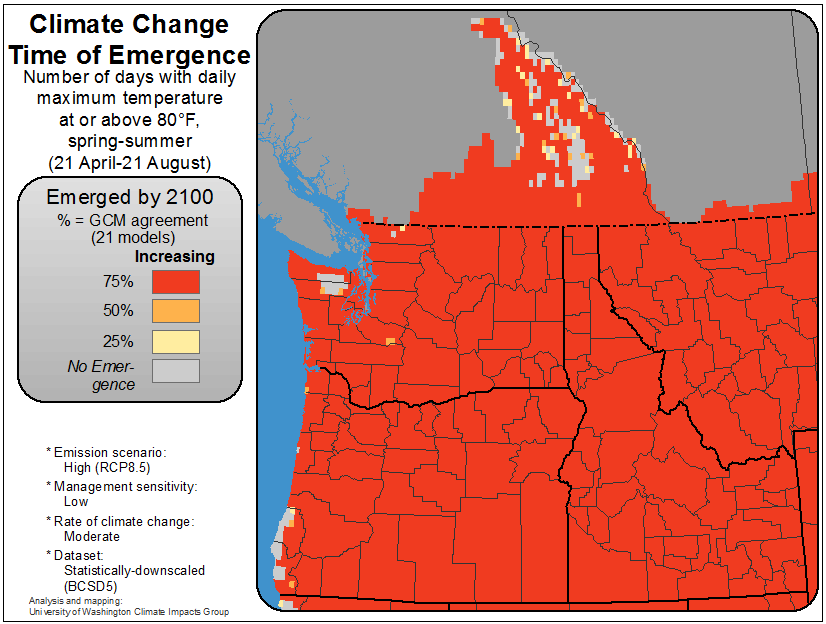 Climate Change
Time of Emergence
Number of days with daily
maximum temperature
at or above 80°F,
spring-summer
(21 April-21 August)
Emerged by 2100
% = GCM agreement
(21 models)
Increasing
75%
50%
25%
No Emer-
gence
* Emission scenario:
High (RCP8.5)
* Management sensitivity:
Low
* Rate of climate change:
Moderate
* Dataset:
Statistically-downscaled
(BCSD5)
Analysis and mapping:
University of Washington Climate Impacts Group